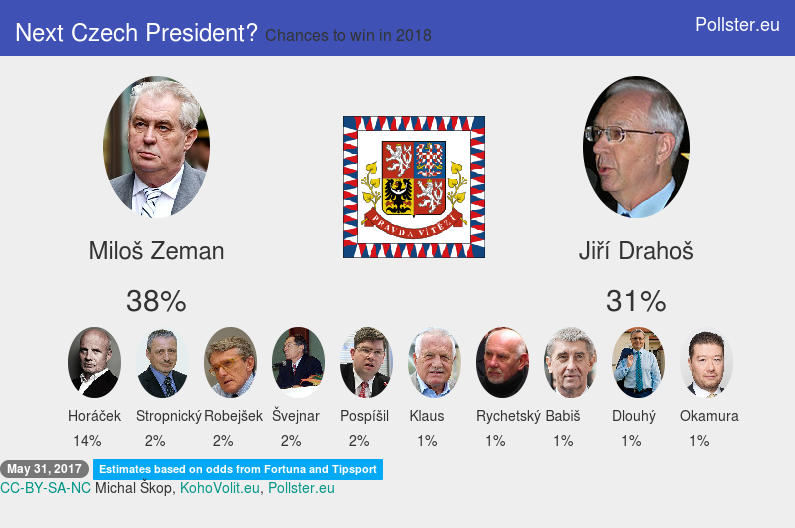 Next Czech President? Chances to win in 2018
Pollster.eu
PRAVDA VÍTĚZÍ
Miloš Zeman
Jiří Drahoš
38%
31%
Horáček Stropnický Robejšek Švejnar Pospíšil Klaus Rychetský Babiš Dlouhý Okamura
14% 2% 2% 2% 2% 1% 1% 1% 1% 1%
May 31, 2017 Estimates based on odds from Fortuna and Tipsport
CC-BY-SA-NC Michal Škop, KohoVolit.eu, Pollster.eu